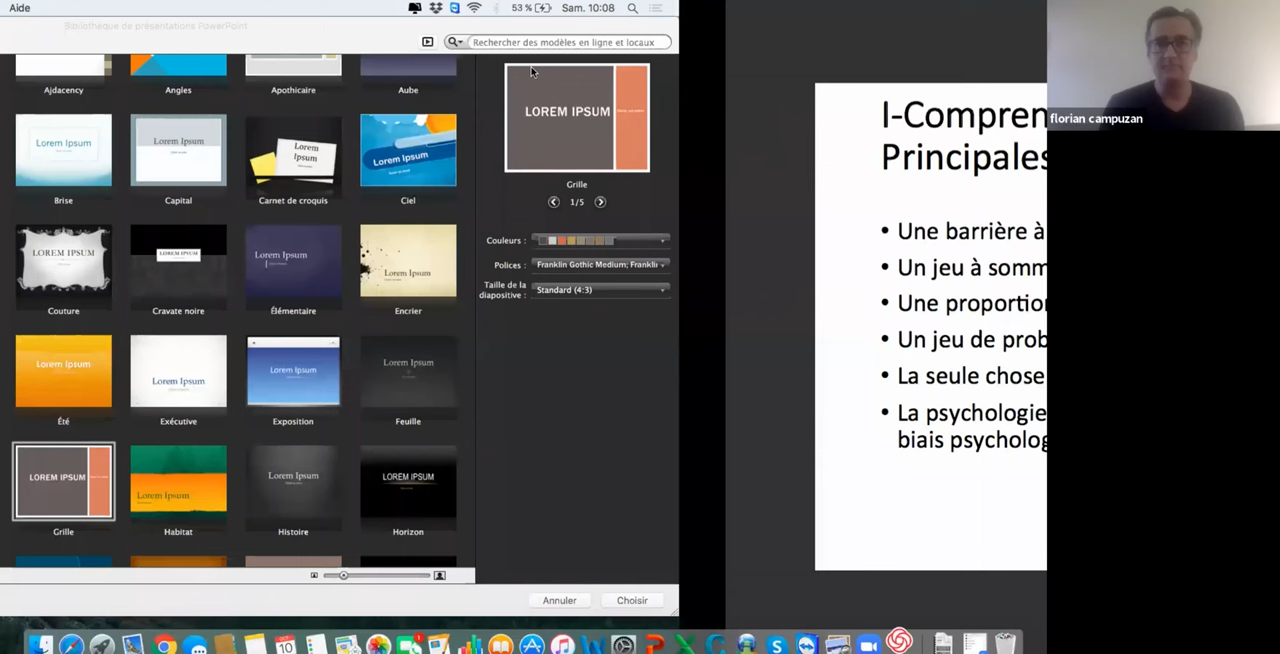 Aide
53 %
Sam. 10:08
Bibliothèque de présentations PowerPoint
Rechercher des modèles en ligne et locaux
Ajdacency
Angles
Apothicaire
Aube
Lorem Ipsum
Lorem Ipsum
Lorem
Ipsum
Lorem Ipsum
Brise
Capital
Carnet de croquis
Ciel
LOREM IPSUM
LOREM IPSUM
Lorem Ipsum
Lorem Ipsum
Couture
Cravate noire
Élémentaire
Encrier
Lorem Ipsum
Lorem Ipsum
Lorem Ipsum
Lorem Ipsum
Été
Exécutive
Exposition
Feuille
LOREM IPSUM
Lorem Ipsum
Lorem Ipsum
LOREM IPSUM
Grille
Habitat
Histoire
Horizon
LOREM IPSUM
Grille
1/5
Couleurs :
Polices :
Franklin Gothic Medium; Franklin
Taille de la
diapositive :
Standard (4:3)
Annuler
Choisir
I-Compren
Principales
• Une barrière à
• Un jeu à somm
• Une proportion
• Un jeu de prob
• La seule chose
• La psychologie
biais psycholog
florian campuzan
10
1